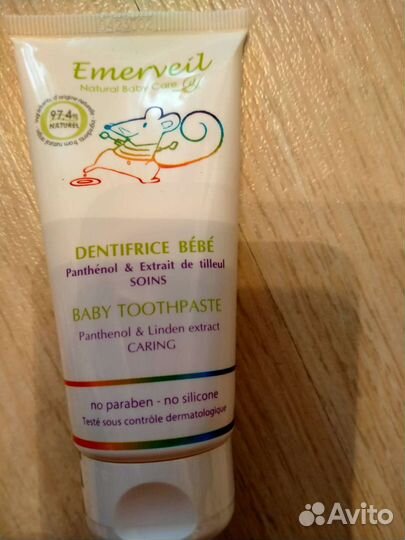 Emerveil
Natural Baby Care
97.4%
NATUREL
DENTIFRICE BÉBÉ
Panthénol & Extrait de tilleul
SOINS
BABY TOOTHPASTE
Panthenol & Linden extract
CARING
no paraben - no silicone
Testé sous contrôle dermatologique
Avito